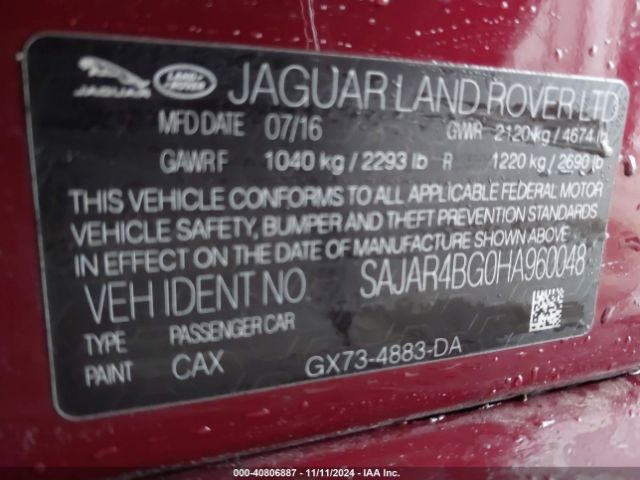 JAGUAR LAND- ROVER JAGUAR LAND ROVER LTD
MFD DATE 07/16 GVWR 2120 kg / 4674 lb
GAWR F 1040 kg / 2293 lb R 1220 kg / 2690 lb
THIS VEHICLE CONFORMS TO ALL APPLICABLE FEDERAL MOTOR
VEHICLE SAFETY, BUMPER AND THEFT PREVENTION STANDARDS
IN EFFECT ON THE DATE OF MANUFACTURE SHOWN ABOVE
VEH IDENT NO. SAJAR4BG0HA960048
TYPE PASSENGER CAR
PAINT CAX GX73-4883-DA
000-40806887 - 11/11/2024 - IAA Inc.